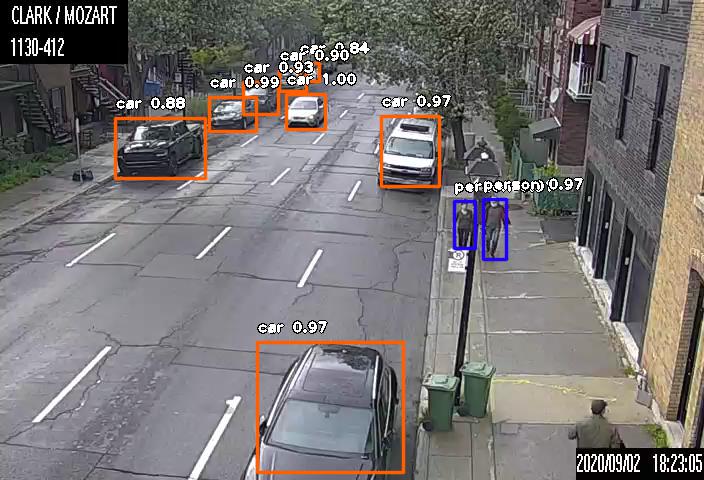 CLARK / MOZART
1130-412
car 0.84
car 0.90
car 0.93
car 1.00
car 0.99
car 0.88
car 0.97
person 0.97
car 0.97
2020/09/02 18:23:05